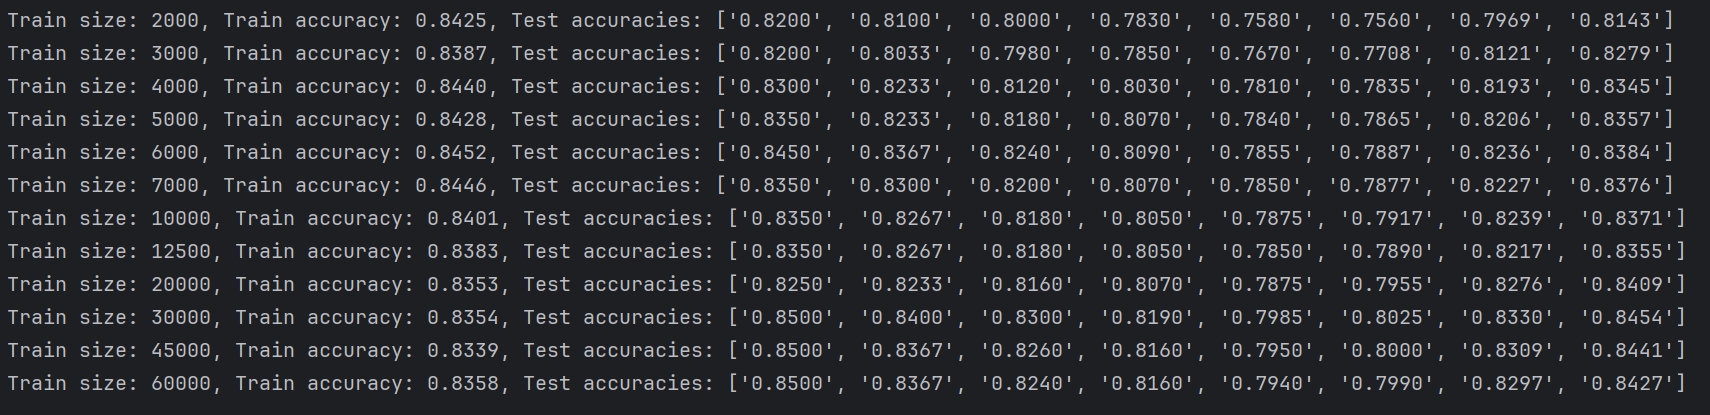 Train size: 2000, Train accuracy: 0.8425, Test accuracies: ['0.8200', '0.8100', '0.8000', '0.7830', '0.7580', '0.7560', '0.7969', '0.8143']
Train size: 3000, Train accuracy: 0.8387, Test accuracies: ['0.8200', '0.8033', '0.7980', '0.7850', '0.7670', '0.7708', '0.8121', '0.8279']
Train size: 4000, Train accuracy: 0.8440, Test accuracies: ['0.8300', '0.8233', '0.8120', '0.8030', '0.7810', '0.7835', '0.8193', '0.8345']
Train size: 5000, Train accuracy: 0.8428, Test accuracies: ['0.8350', '0.8233', '0.8180', '0.8070', '0.7840', '0.7865', '0.8206', '0.8357']
Train size: 6000, Train accuracy: 0.8452, Test accuracies: ['0.8450', '0.8367', '0.8240', '0.8090', '0.7855', '0.7887', '0.8236', '0.8384']
Train size: 7000, Train accuracy: 0.8446, Test accuracies: ['0.8350', '0.8300', '0.8200', '0.8070', '0.7850', '0.7877', '0.8227', '0.8376']
Train size: 10000, Train accuracy: 0.8401, Test accuracies: ['0.8350', '0.8267', '0.8180', '0.8050', '0.7875', '0.7917', '0.8239', '0.8371']
Train size: 12500, Train accuracy: 0.8383, Test accuracies: ['0.8350', '0.8267', '0.8180', '0.8050', '0.7850', '0.7890', '0.8217', '0.8355']
Train size: 20000, Train accuracy: 0.8353, Test accuracies: ['0.8250', '0.8233', '0.8160', '0.8070', '0.7875', '0.7955', '0.8276', '0.8409']
Train size: 30000, Train accuracy: 0.8354, Test accuracies: ['0.8500', '0.8400', '0.8300', '0.8190', '0.7985', '0.8025', '0.8330', '0.8454']
Train size: 45000, Train accuracy: 0.8339, Test accuracies: ['0.8500', '0.8367', '0.8260', '0.8160', '0.7950', '0.8000', '0.8309', '0.8441']
Train size: 60000, Train accuracy: 0.8358, Test accuracies: ['0.8500', '0.8367', '0.8240', '0.8160', '0.7940', '0.7990', '0.8297', '0.8427']